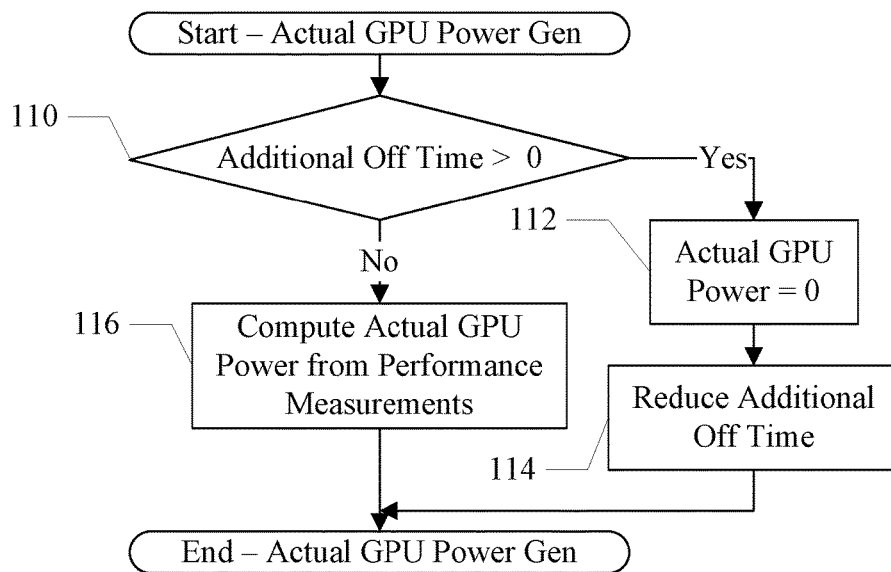 Start – Actual GPU Power Gen
110
Additional Off Time > 0
Yes
112
Actual GPU
Power = 0
No
116
Compute Actual GPU
Power from Performance
Measurements
Reduce Additional
Off Time
114
End – Actual GPU Power Gen